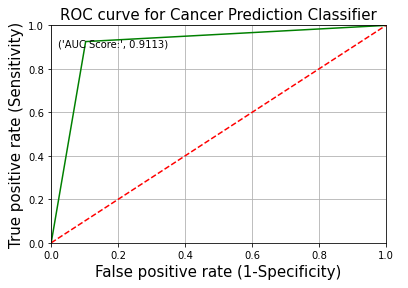 ROC curve for Cancer Prediction Classifier
('AUC Score:', 0.9113)
True positive rate (Sensitivity)
1.0
0.8
0.6
0.4
0.2
0.0
0.0 0.2 0.4 0.6 0.8 1.0
False positive rate (1-Specificity)